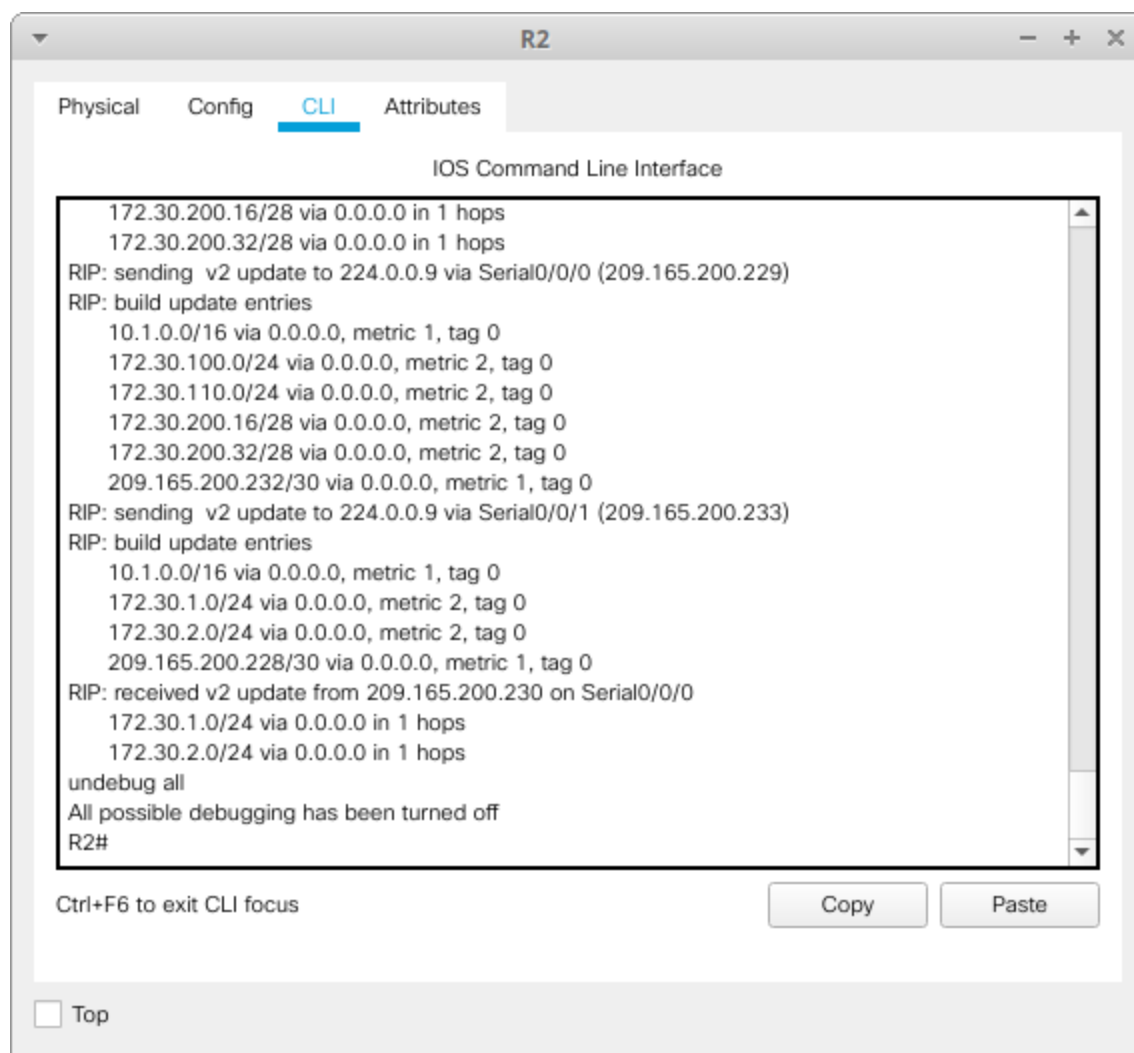 R2
Physical Config CLI Attributes
IOS Command Line Interface
172.30.200.16/28 via 0.0.0.0 in 1 hops
172.30.200.32/28 via 0.0.0.0 in 1 hops
RIP: sending  v2 update to 224.0.0.9 via Serial0/0/0 (209.165.200.229)
RIP: build update entries
10.1.0.0/16 via 0.0.0.0, metric 1, tag 0
172.30.100.0/24 via 0.0.0.0, metric 2, tag 0
172.30.110.0/24 via 0.0.0.0, metric 2, tag 0
172.30.200.16/28 via 0.0.0.0, metric 2, tag 0
172.30.200.32/28 via 0.0.0.0, metric 2, tag 0
209.165.200.232/30 via 0.0.0.0, metric 1, tag 0
RIP: sending  v2 update to 224.0.0.9 via Serial0/0/1 (209.165.200.233)
RIP: build update entries
10.1.0.0/16 via 0.0.0.0, metric 1, tag 0
172.30.1.0/24 via 0.0.0.0, metric 2, tag 0
172.30.2.0/24 via 0.0.0.0, metric 2, tag 0
209.165.200.228/30 via 0.0.0.0, metric 1, tag 0
RIP: received v2 update from 209.165.200.230 on Serial0/0/0
172.30.1.0/24 via 0.0.0.0 in 1 hops
172.30.2.0/24 via 0.0.0.0 in 1 hops
undebug all
All possible debugging has been turned off
R2#
Ctrl+F6 to exit CLI focus Copy Paste
Top